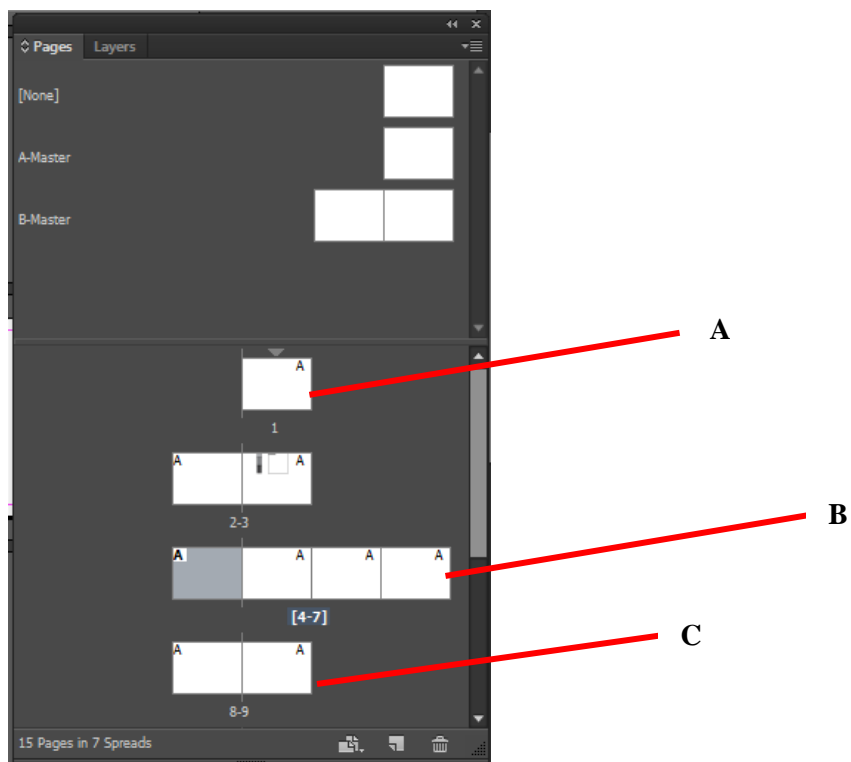 Pages Layers
[None]
A-Master
B-Master
A
A
1
A A
2-3
B
A A A A
[4-7]
C
A A
8-9
15 Pages in 7 Spreads